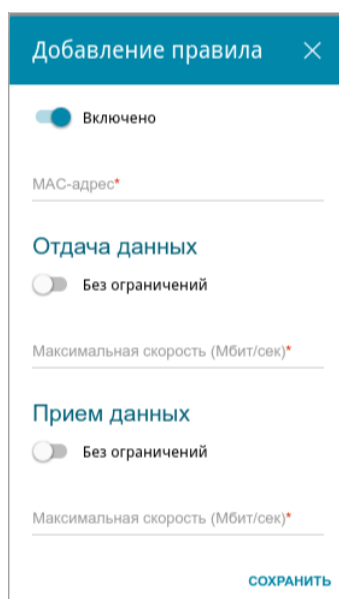 Добавление правила
Включено
МАС-адрес*
Отдача данных
Без ограничений
Максимальная скорость (Мбит/сек)*
Прием данных
Без ограничений
Максимальная скорость (Мбит/сек)*
СОХРАНИТЬ